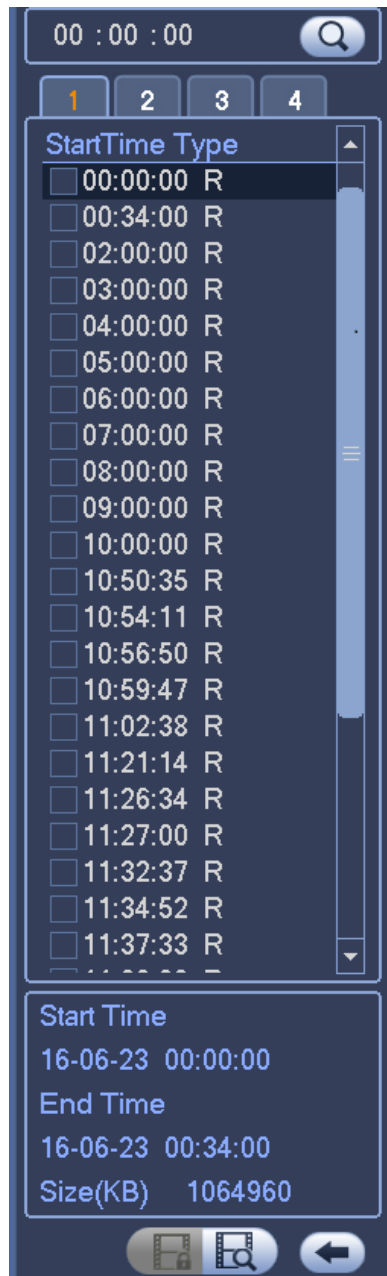 00 : 00 : 00
1 2 3 4
StartTime Type
00:00:00 R
00:34:00 R
02:00:00 R
03:00:00 R
04:00:00 R
05:00:00 R
06:00:00 R
07:00:00 R
08:00:00 R
09:00:00 R
10:00:00 R
10:50:35 R
10:54:11 R
10:56:50 R
10:59:47 R
11:02:38 R
11:21:14 R
11:26:34 R
11:27:00 R
11:32:37 R
11:34:52 R
11:37:33 R
Start Time
16-06-23 00:00:00
End Time
16-06-23 00:34:00
Size(KB) 1064960